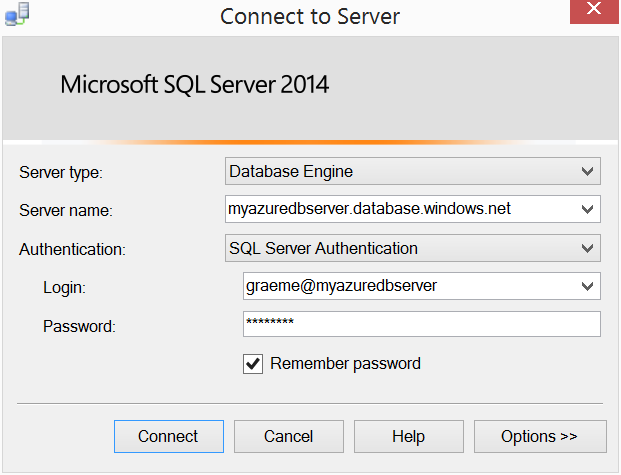 Connect to Server
Microsoft SQL Server 2014
Server type: Database Engine
Server name: myazuredbserver.database.windows.net
Authentication: SQL Server Authentication
Login: graeme@myazuredbserver
Password: ********
Remember password
Connect Cancel Help Options >>